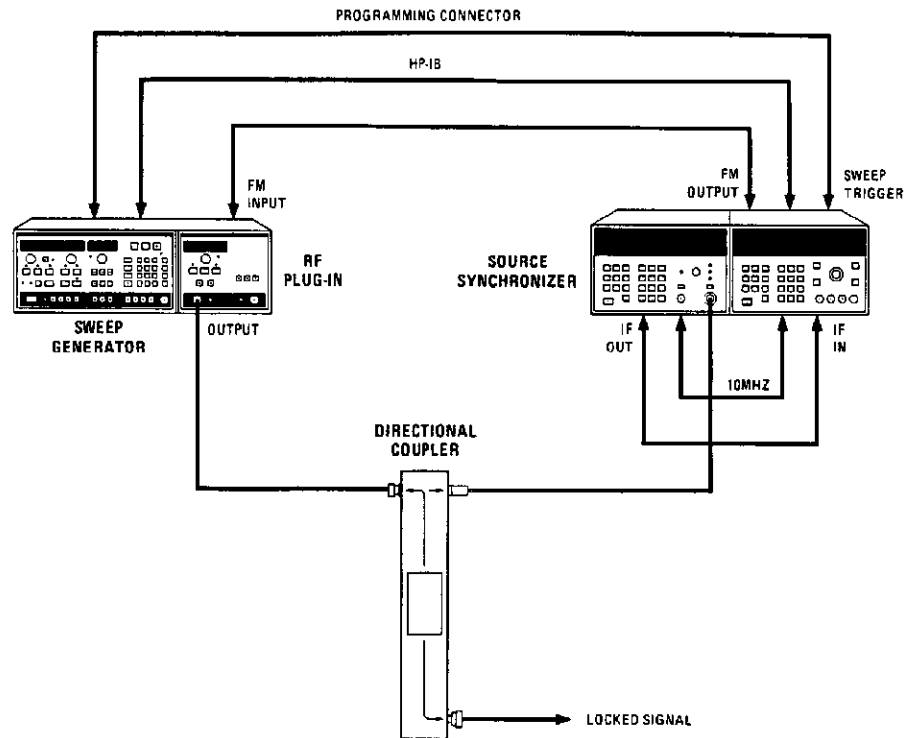 PROGRAMMING CONNECTOR
HP-IB
FM
INPUT
FM
OUTPUT
SWEEP
TRIGGER
RF
PLUG-IN
SOURCE
SYNCHRONIZER
SWEEP
GENERATOR
OUTPUT
IF
OUT
IF
IN
10MHZ
DIRECTIONAL
COUPLER
LOCKED SIGNAL